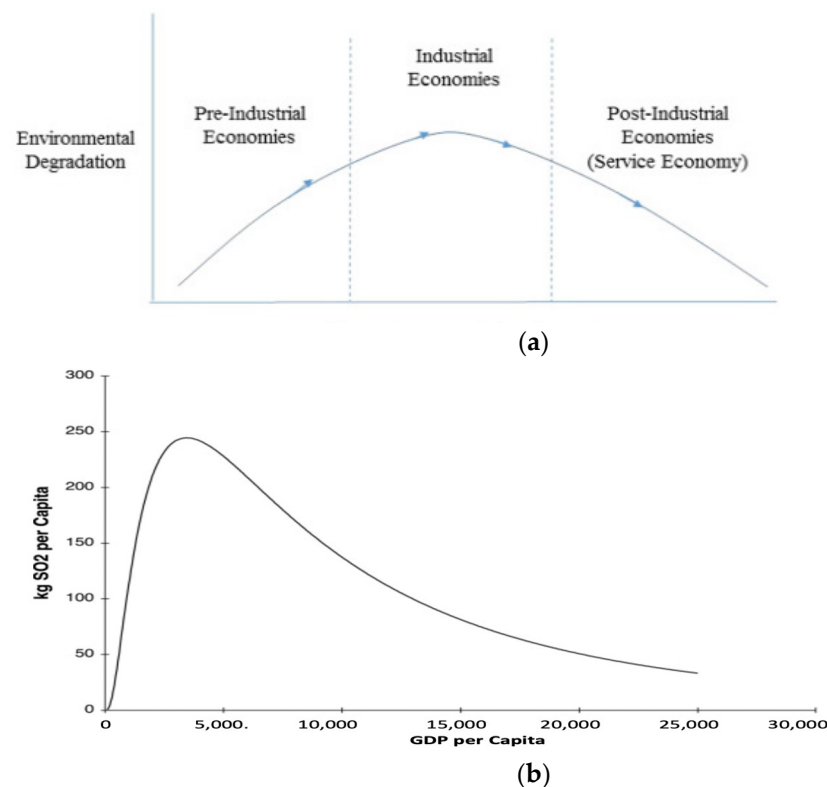 Industrial
Economies
Pre-Industrial
Economies
Post-Industrial
Economies
(Service Economy)
Environmental
Degradation
(a)
300
250
200
150
100
50
0
kg SO2 per Capita
0 5,000. 10,000 15,000 20,000 25,000 30,000
GDP per Capita
(b)